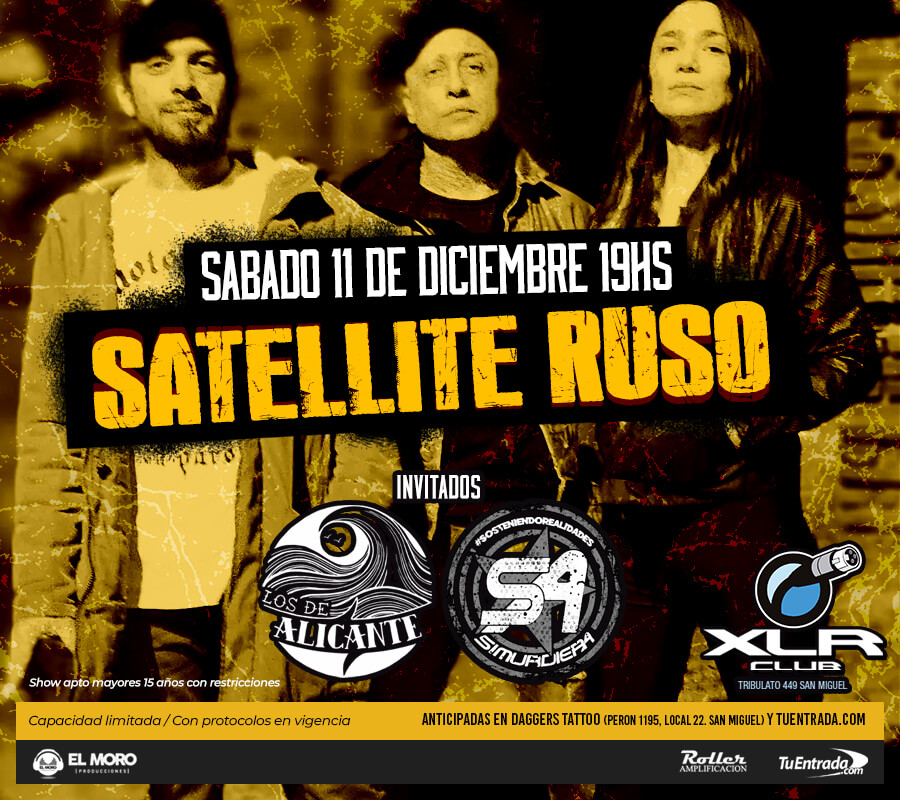 SABADO 11 DE DICIEMBRE 19HS
SATELLITE RUSO
INVITADOS
LOS DE
ALICANTE
#SOSTENIENDOREALIDADES
SA
SIMURDIERA
XLR
CLUB
TRIBULATO 449 SAN MIGUEL
Show apto mayores 15 años con restricciones
Capacidad limitada / Con protocolos en vigencia
ANTICIPADAS EN DAGGERS TATTOO (PERON 1195, LOCAL 22. SAN MIGUEL) Y TUENTRADA.COM
EL MORO
[PRODUCCIONES]
Roller
AMPLIFICACION
TuEntrada
.com